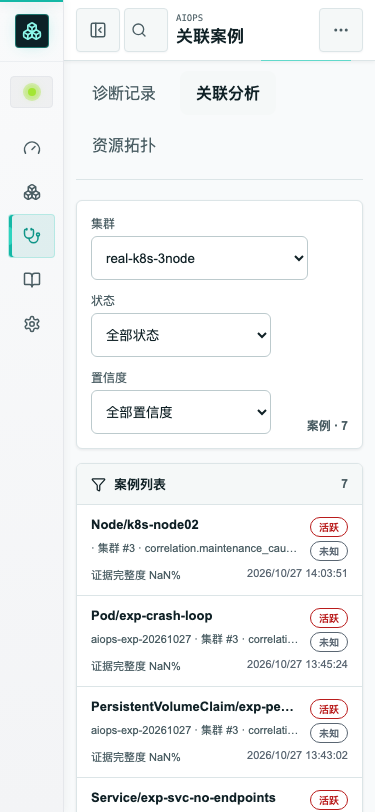 AIOPS
关联案例
诊断记录
关联分析
资源拓扑
集群
real-k8s-3node
状态
全部状态
置信度
全部置信度
案例 · 7
案例列表
7
Node/k8s-node02
活跃
· 集群 #3 · correlation.maintenance_cau…
未知
证据完整度 NaN%
2026/10/27 14:03:51
Pod/exp-crash-loop
活跃
aiops-exp-20261027 · 集群 #3 · correlati…
未知
证据完整度 NaN%
2026/10/27 13:45:24
PersistentVolumeClaim/exp-pe…
活跃
aiops-exp-20261027 · 集群 #3 · correlati…
未知
证据完整度 NaN%
2026/10/27 13:43:02
Service/exp-svc-no-endpoints
活跃